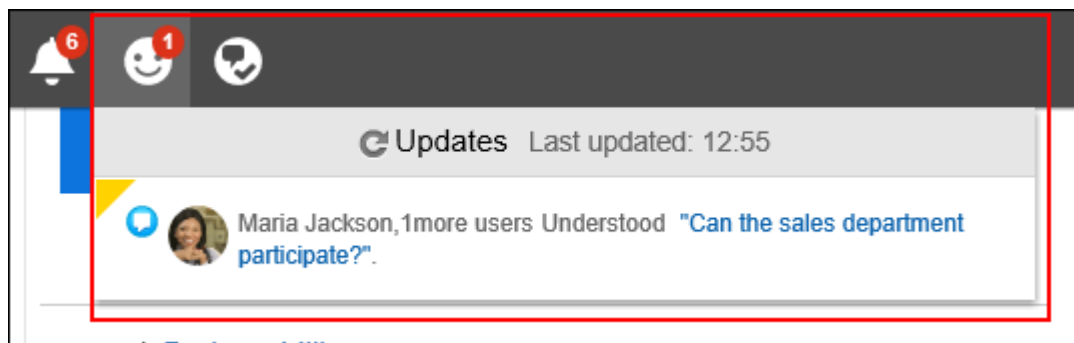 6
1
Updates Last updated: 12:55
Maria Jackson,1more users Understood "Can the sales department
participate?".